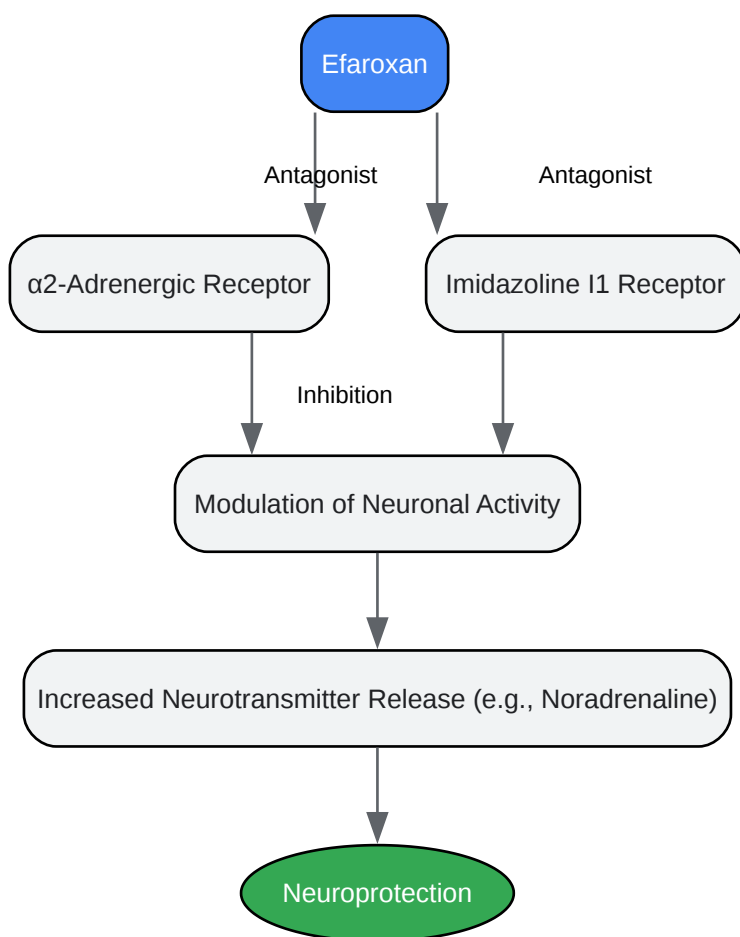 Efaroxan
Antagonist
Antagonist
α2-Adrenergic Receptor
Imidazoline I1 Receptor
Inhibition
Modulation of Neuronal Activity
Increased Neurotransmitter Release (e.g., Noradrenaline)
Neuroprotection